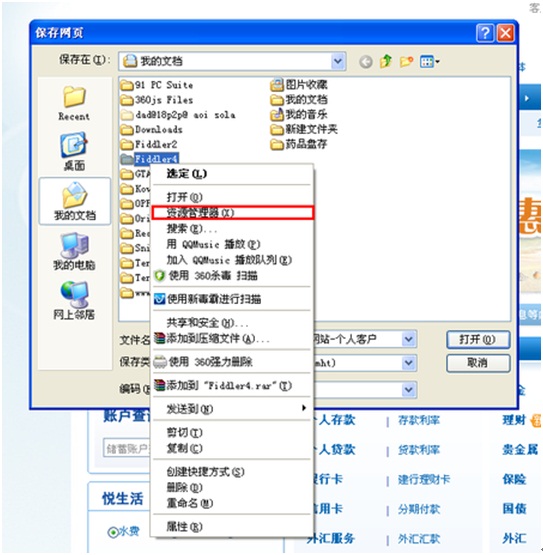 客
保存网页
保存在(I):
我的文档
Recent
桌面
我的文档
我的电脑
网上邻居
91 PC Suite
360js Files
dad@18p2p@ aoi sola
Downloads
Fiddler2
Fiddler4
图片收藏
我的文档
我的音乐
新建文件夹
药品盘存
选定(L)
打开(O)
资源管理器(X)
搜索(E)...
用 QQMusic 播放(P)
加入 QQMusic 播放队列(E)
使用 360杀毒 扫描
使用新毒霸进行扫描
共享和安全(H)...
添加到压缩文件(A)...
使用 360强力删除
添加到 "Fiddler4.rar"(T)
发送到(N)
剪切(T)
复制(C)
创建快捷方式(S)
删除(D)
重命名(M)
属性(R)
文件名
网站-个人客户
打开(O)
保存类
mht)
取消
编码(E
惠
账户查
储蓄账户
悦生活
水费
个人存款
存款利率
理财
个人贷款
贷款利率
贵金属
银行卡
建行理财卡
保险
信用卡
分期付款
国债
外汇服务
外汇汇款
外汇